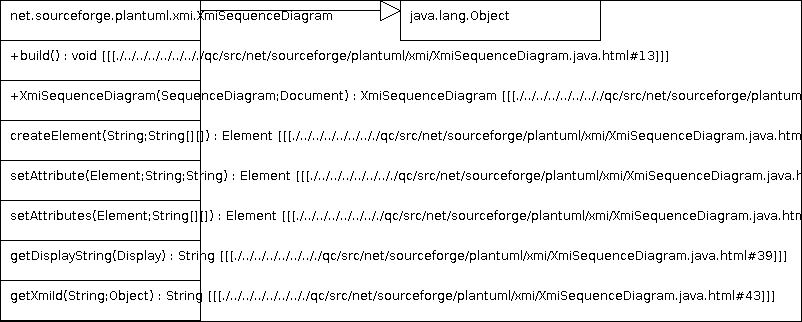 net.sourceforge.plantuml.xmi.XmiSequenceDiagram
java.lang.Object
+build() : void [[[./../../../../../../../qc/src/net/sourceforge/plantuml/xmi/XmiSequenceDiagram.java.html#13]]]
+XmiSequenceDiagram(SequenceDiagram;Document) : XmiSequenceDiagram [[[./../../../../../../../qc/src/net/sourceforge/plantum
createElement(String;String[][]) : Element [[[./../../../../../../../qc/src/net/sourceforge/plantuml/xmi/XmiSequenceDiagram.java.htm
setAttribute(Element;String;String) : Element [[[./../../../../../../../qc/src/net/sourceforge/plantuml/xmi/XmiSequenceDiagram.java.h
setAttributes(Element;String[][]) : Element [[[./../../../../../../../qc/src/net/sourceforge/plantuml/xmi/XmiSequenceDiagram.java.htm
getDisplayString(Display) : String [[[./../../../../../../../qc/src/net/sourceforge/plantuml/xmi/XmiSequenceDiagram.java.html#39]]]
getXmiId(String;Object) : String [[[./../../../../../../../qc/src/net/sourceforge/plantuml/xmi/XmiSequenceDiagram.java.html#43]]]